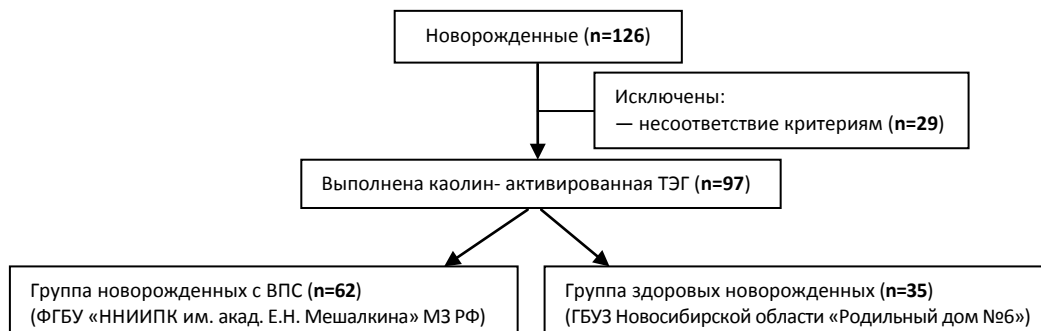 Новорожденные (n=126)
Исключены:
— несоответствие критериям (n=29)
Выполнена каолин- активированная ТЭГ (n=97)
Группа новорожденных с ВПС (n=62)
(ФГБУ «ННИИПК им. акад. Е.Н. Мешалкина» МЗ РФ)
Группа здоровых новорожденных (n=35)
(ГБУЗ Новосибирской области «Родильный дом №6»)